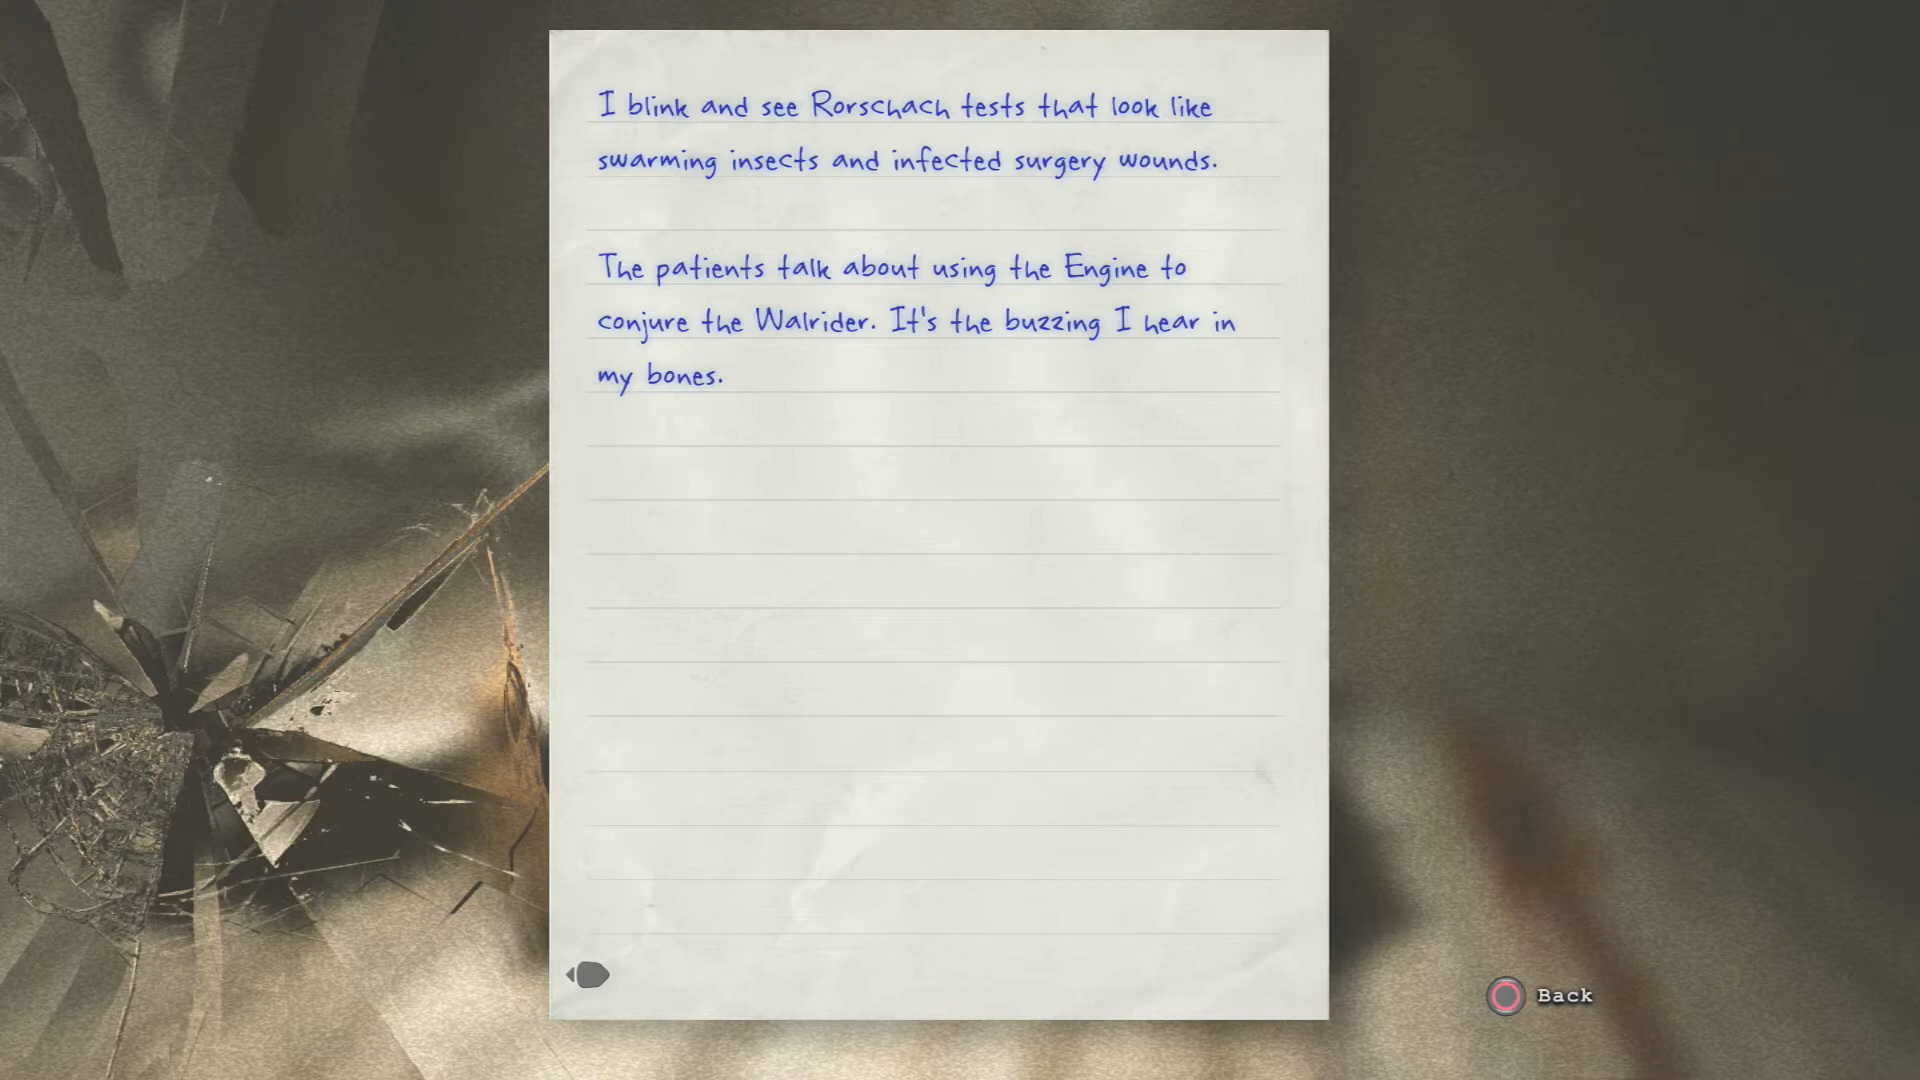 I blink and see Rorschach tests that look like
swarming insects and infected surgery wounds.
The patients talk about using the Engine to
conjure the Walrider. It's the buzzing I hear in
my bones.
Back